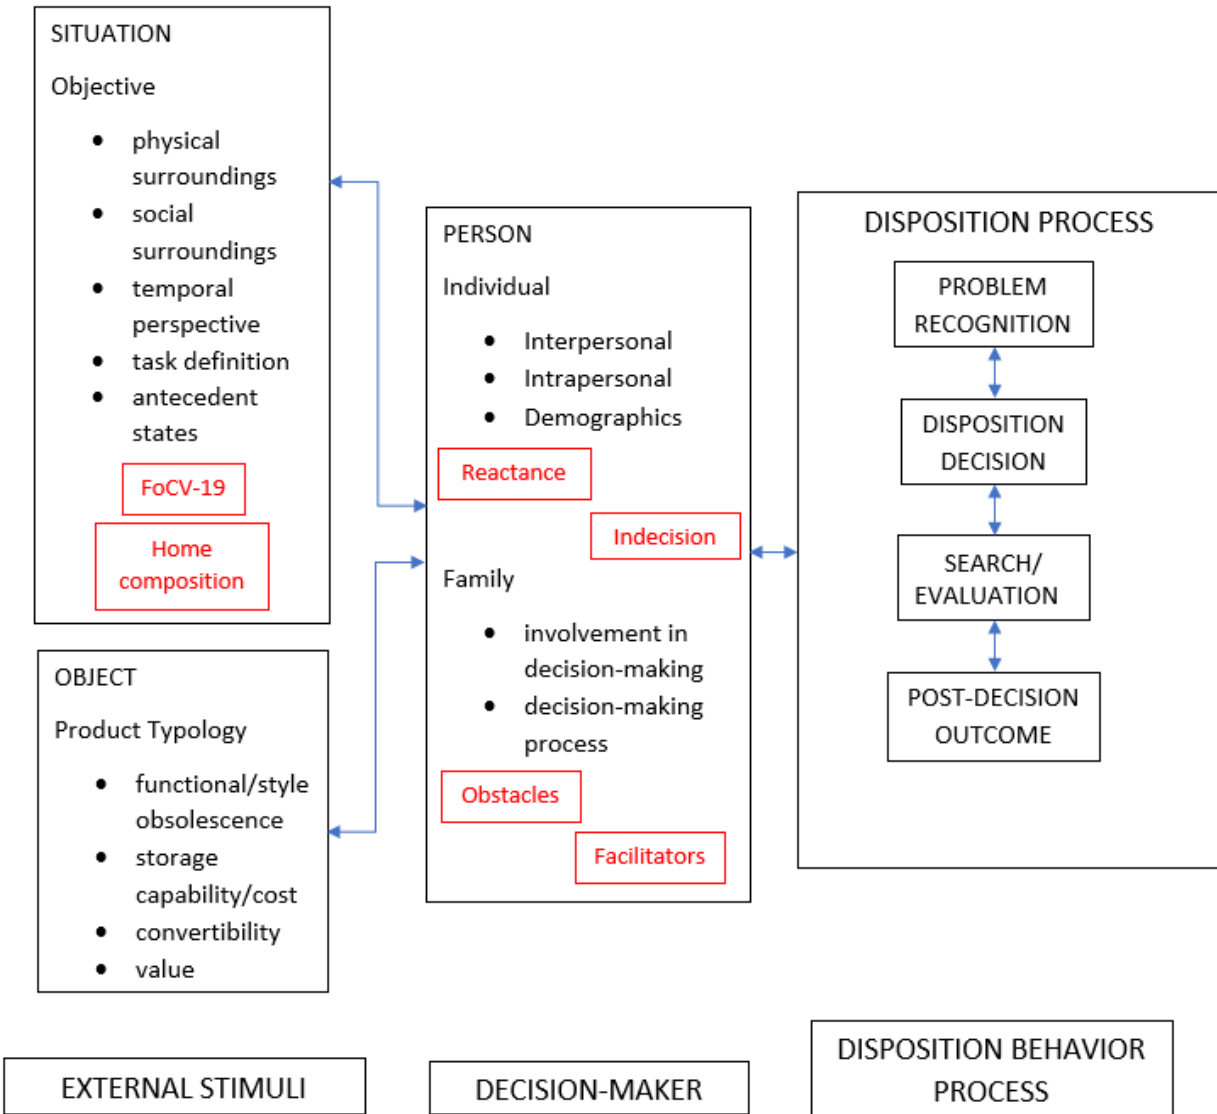 SITUATION
Objective
• physical
surroundings
• social
surroundings
• temporal
perspective
• task definition
• antecedent
states
FoCV-19
Home
composition
OBJECT
Product Typology
• functional/style
obsolescence
• storage
capability/cost
• convertibility
• value
EXTERNAL STIMULI
PERSON
Individual
• Interpersonal
• Intrapersonal
• Demographics
Reactance
Indecision
Family
• involvement in
decision-making
• decision-making
process
Obstacles
Facilitators
DECISION-MAKER
DISPOSITION PROCESS
PROBLEM
RECOGNITION
DISPOSITION
DECISION
SEARCH/
EVALUATION
POST-DECISION
OUTCOME
DISPOSITION BEHAVIOR
PROCESS